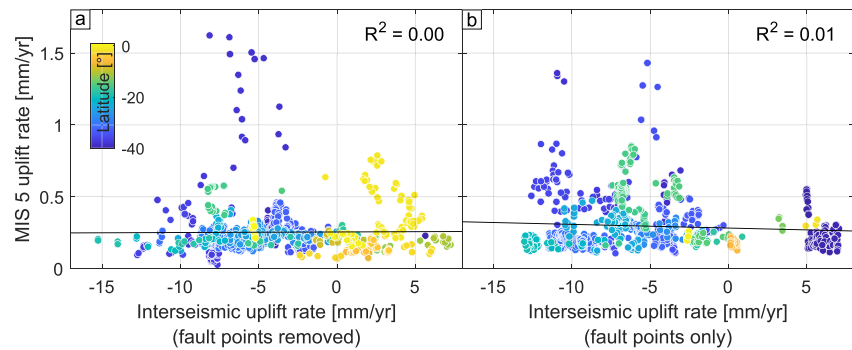 a
R² = 0.00
b
R² = 0.01
MIS 5 uplift rate [mm/yr]
1.5
1
0.5
0
Latitude [°]
0
-20
-40
-15
-10
-5
0
5
-15
-10
-5
0
5
Interseismic uplift rate [mm/yr]
(fault points removed)
Interseismic uplift rate [mm/yr]
(fault points only)